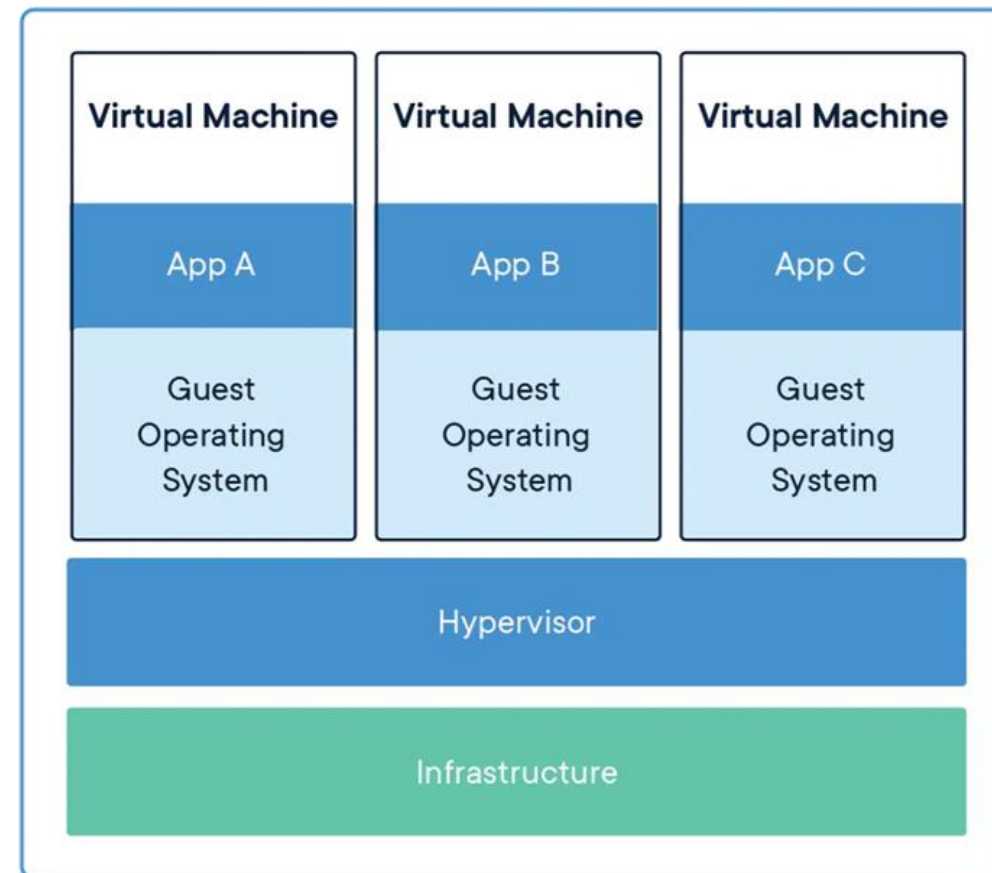 Virtual Machine
Virtual Machine
Virtual Machine
App A
App B
App C
Guest
Operating
System
Guest
Operating
System
Guest
Operating
System
Hypervisor
Infrastructure